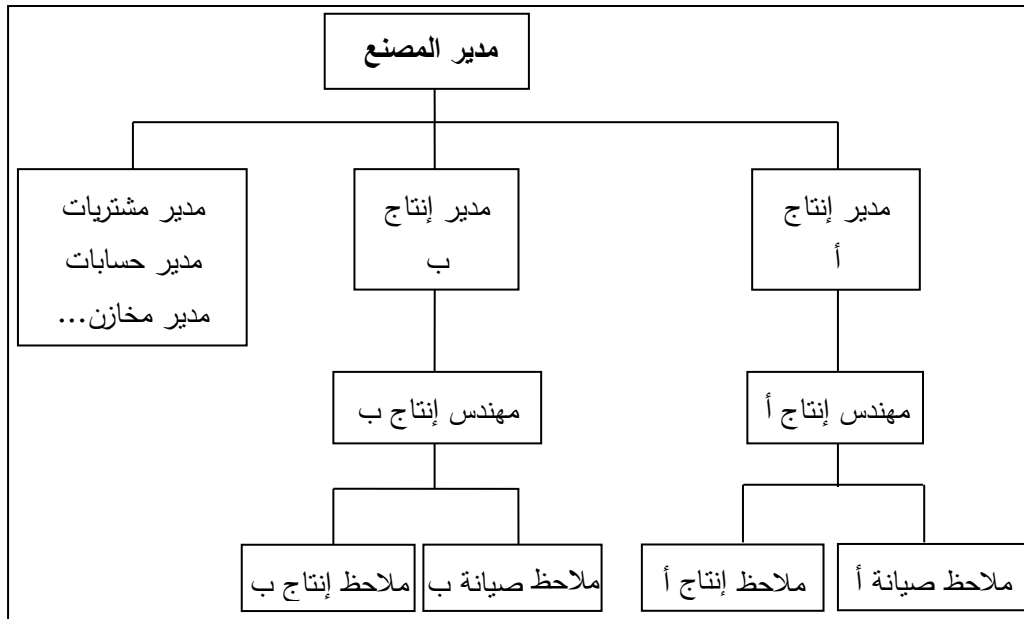 مدير المصنع
مدير إنتاج
أ
مدير إنتاج
ب
مدير مشتريات
مدير حسابات
مدير مخازن...
مهندس إنتاج أ
مهندس إنتاج ب
ملاحظ صيانة أ
ملاحظ إنتاج أ
ملاحظ صيانة ب
ملاحظ إنتاج ب